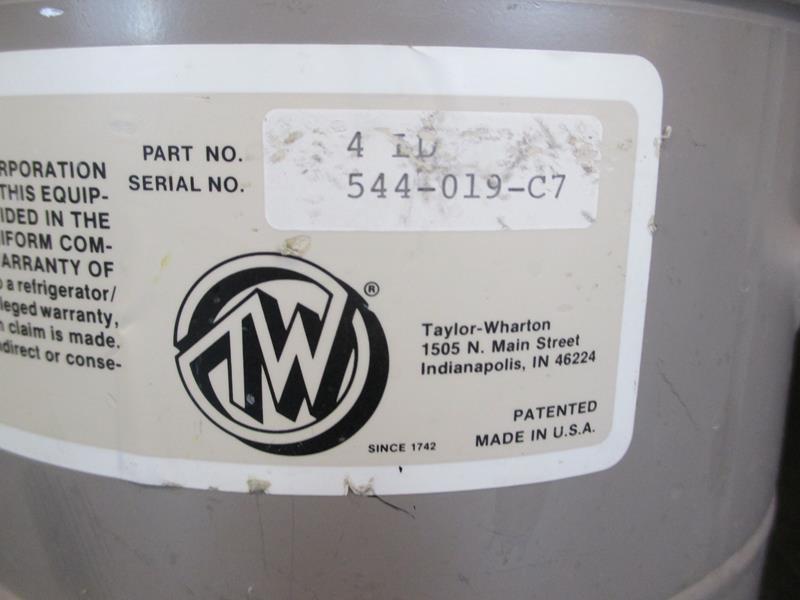 RPORATION
THIS EQUIP-
IDED IN THE
IFORM COM-
ARRANTY OF
a refrigerator/
leged warranty,
claim is made.
direct or conse-
PART NO. 4
SERIAL NO. 544-019-C7
TW®
SINCE 1742
Taylor-Wharton
1505 N. Main Street
Indianapolis, IN 46224
PATENTED
MADE IN U.S.A.